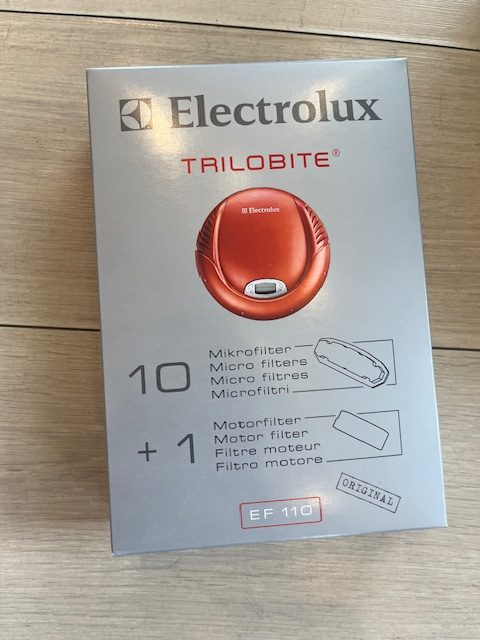 Electrolux
TRILOBITE®
Electrolux
10
Mikrofilter
Micro filters
Micro filtres
Microfiltri
+ 1
Motorfilter
Motor filter
Filtre moteur
Filtro motore
ORIGINAL
EF 110